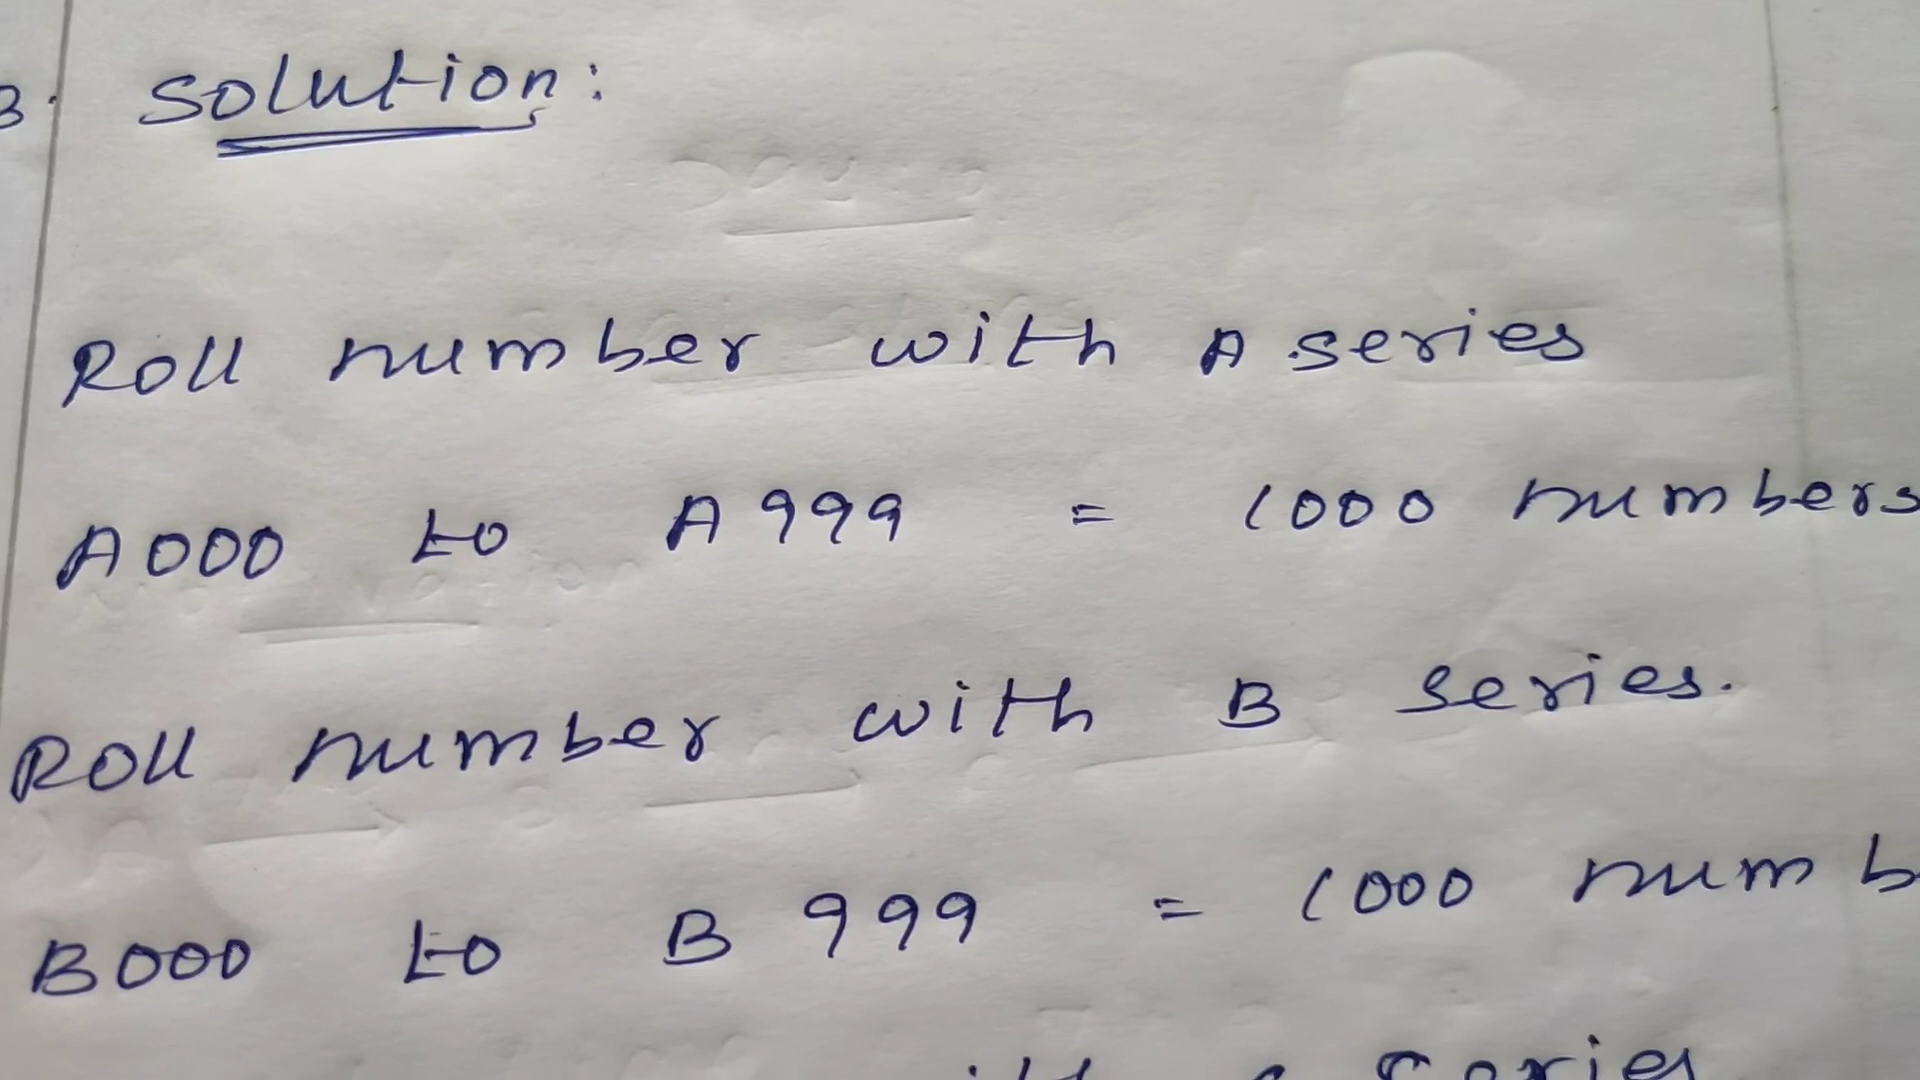 3. Solution:
Roll number with A series
A000 to A999 = 1000 numbers
Roll number with B series.
B000 to B999 = 1000 numb
series